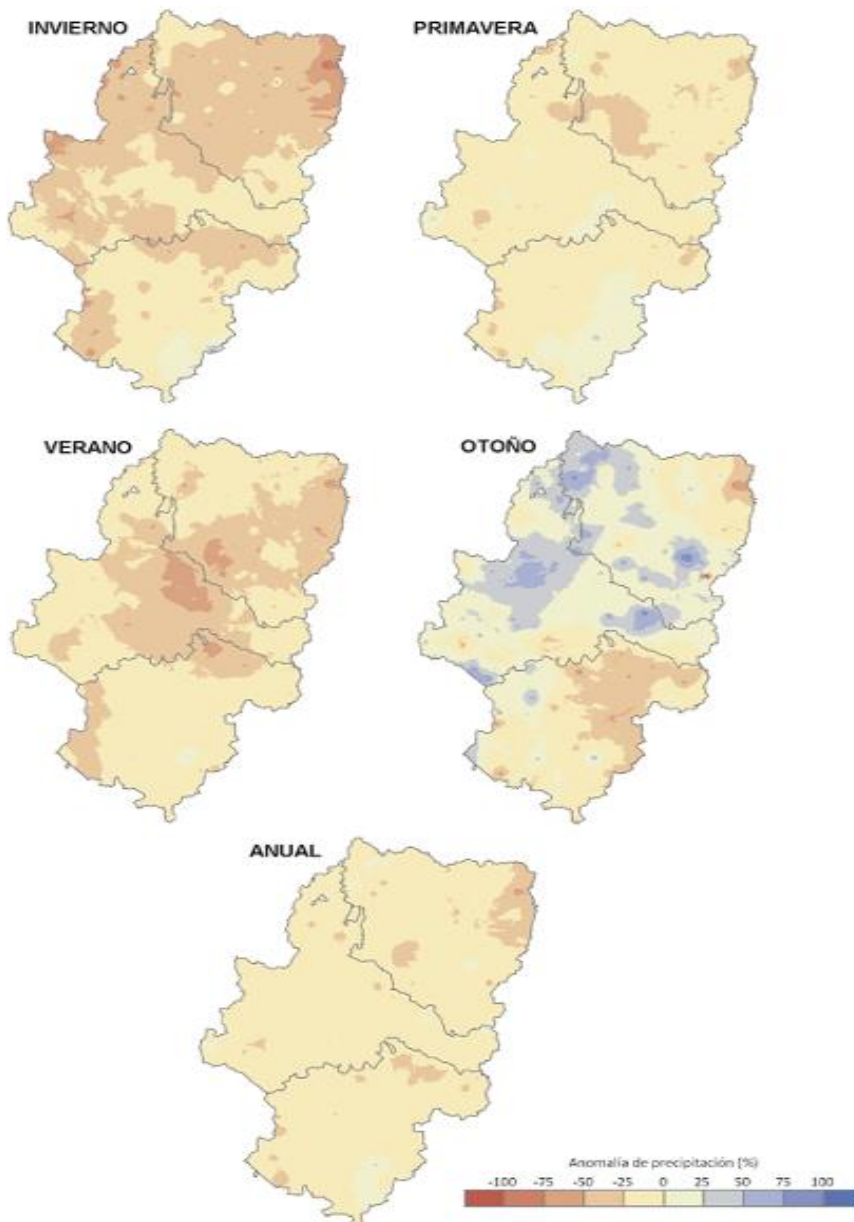 INVIERNO
PRIMAVERA
VERANO
OTOÑO
ANUAL
Anomalía de precipitación (%)
-100 -75 -50 -25 0 25 50 75 100